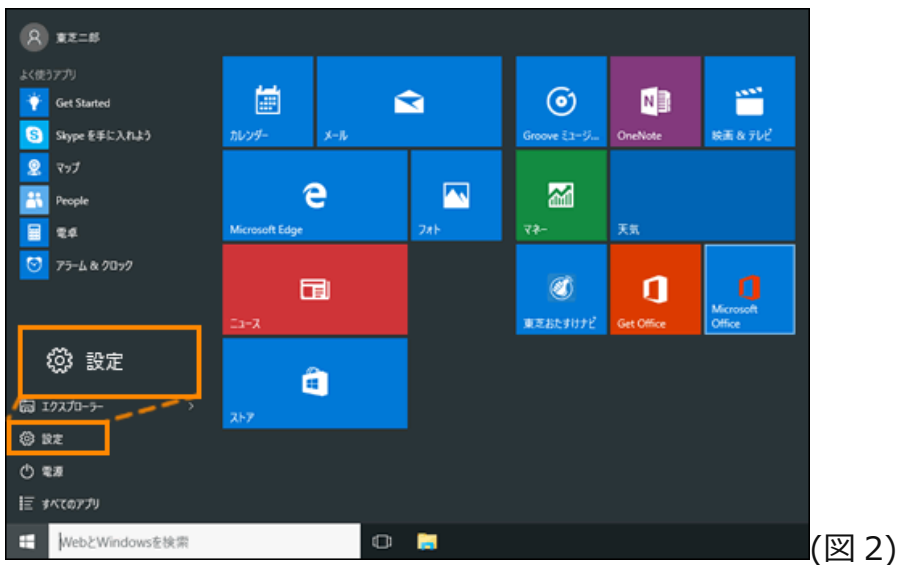 東芝二郎
よく使うアプリ
Get Started
Skype を手に入れよう
マップ
People
電卓
アラーム & クロック
設定
エクスプローラー
設定
電源
すべてのアプリ
カレンダー
メール
Microsoft Edge
フォト
ニュース
ストア
Groove ミュージ...
OneNote
映画 & テレビ
マネー
天気
東芝おたすけナビ
Get Office
Microsoft
Office
WebとWindowsを検索
(図 2)